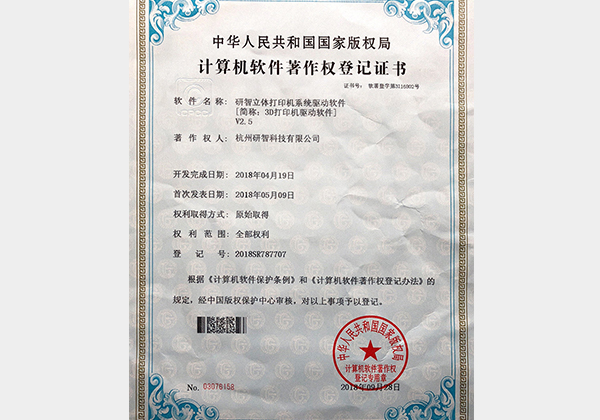 中华人民共和国国家版权局
计算机软件著作权登记证书
证书号： 软著登字第3116802号
软件名称： 研智立体打印机系统驱动软件
[简称：3D打印机驱动软件]
V2.5
著作权人： 杭州研智科技有限公司
开发完成日期： 2018年04月19日
首次发表日期： 2018年05月09日
权利取得方式： 原始取得
权利范围： 全部权利
登记号： 2018SR787707
根据《计算机软件保护条例》和《计算机软件著作权登记办法》的
规定，经中国版权保护中心审核，对以上事项予以登记。
中华人民共和国国家版权局
计算机软件著作权
登记专用章
No. 03076158
2018年09月28日